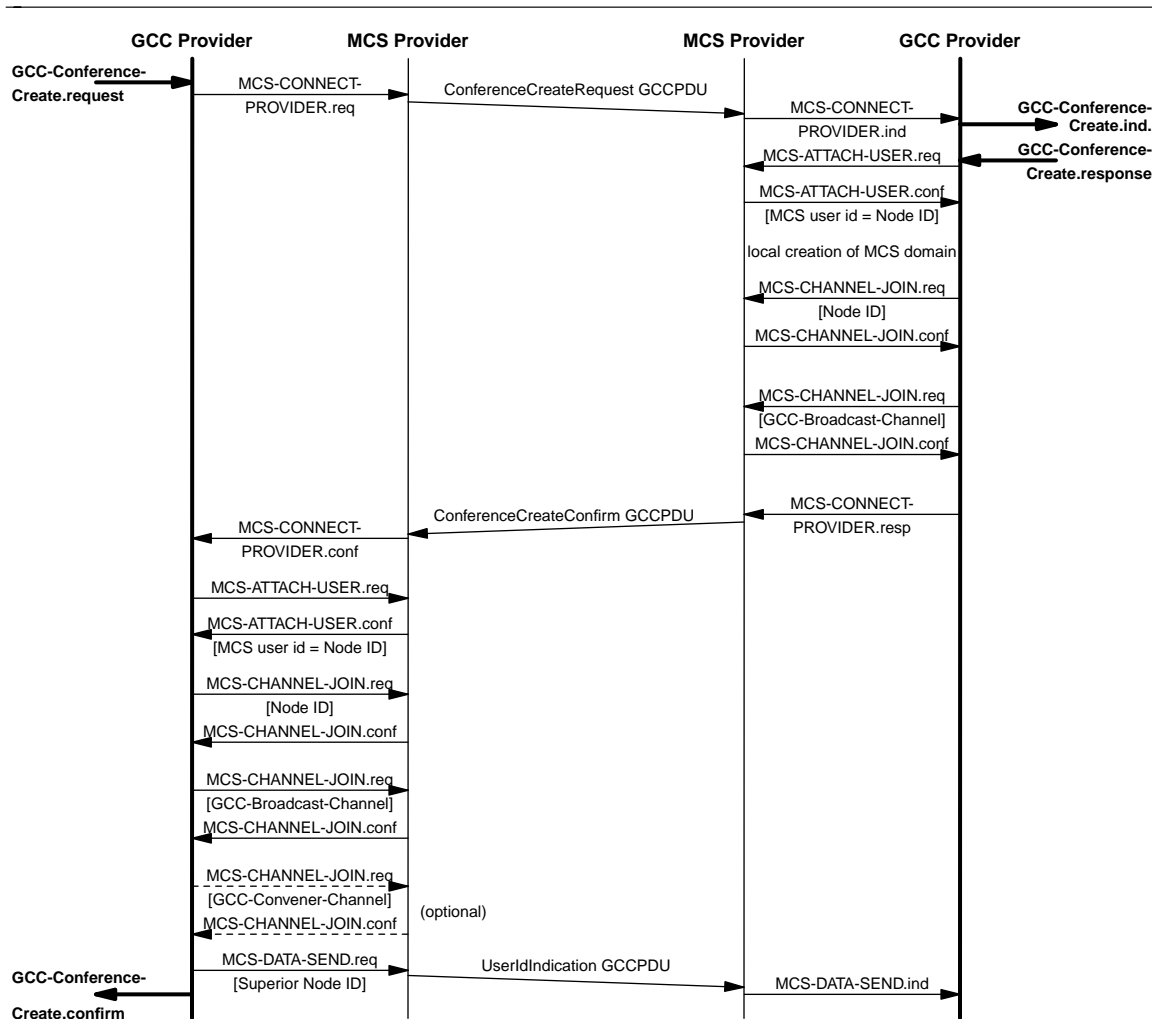 GCC Provider MCS Provider MCS Provider GCC Provider
GCC-Conference-
Create.request
MCS-CONNECT-
PROVIDER.req
ConferenceCreateRequest GCCPDU
MCS-CONNECT-
PROVIDER.ind
GCC-Conference-
Create.ind.
GCC-Conference-
Create.response
MCS-ATTACH-USER.req
MCS-ATTACH-USER.conf
[MCS user id = Node ID]
local creation of MCS domain
MCS-CHANNEL-JOIN.req
[Node ID]
MCS-CHANNEL-JOIN.conf
MCS-CHANNEL-JOIN.req
[GCC-Broadcast-Channel]
MCS-CHANNEL-JOIN.conf
MCS-CONNECT-
PROVIDER.resp
ConferenceCreateConfirm GCCPDU
MCS-CONNECT-
PROVIDER.conf
MCS-ATTACH-USER.req
MCS-ATTACH-USER.conf
[MCS user id = Node ID]
MCS-CHANNEL-JOIN.req
[Node ID]
MCS-CHANNEL-JOIN.conf
MCS-CHANNEL-JOIN.req
[GCC-Broadcast-Channel]
MCS-CHANNEL-JOIN.conf
MCS-CHANNEL-JOIN.req
[GCC-Convener-Channel]
(optional)
MCS-CHANNEL-JOIN.conf
MCS-DATA-SEND.req
[Superior Node ID]
UserIdIndication GCCPDU
MCS-DATA-SEND.ind
GCC-Conference-
Create.confirm